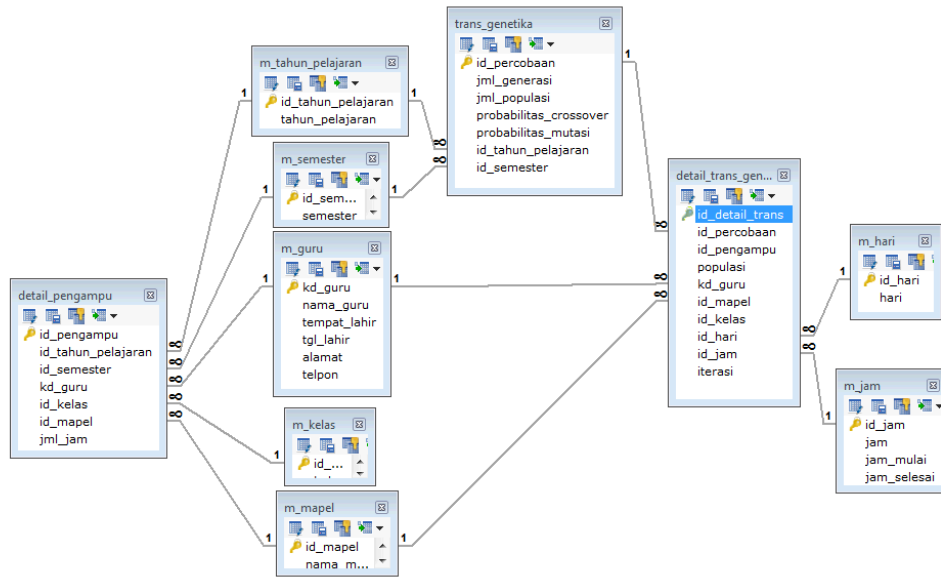 trans_genetika
id_percobaan
jml_generasi
jml_populasi
probabilitas_crossover
probabilitas_mutasi
id_tahun_pelajaran
id_semester
m_tahun_pelajaran
id_tahun_pelajaran
tahun_pelajaran
m_semester
id_sem...
semester
m_guru
kd_guru
nama_guru
tempat_lahir
tgl_lahir
alamat
telpon
detail_pengampu
id_pengampu
id_tahun_pelajaran
id_semester
kd_guru
id_kelas
id_mapel
jml_jam
m_kelas
id_...
m_mapel
id_mapel
nama_m...
detail_trans_gen...
id_detail_trans
id_percobaan
id_pengampu
populasi
kd_guru
id_mapel
id_kelas
id_hari
id_jam
iterasi
m_hari
id_hari
hari
m_jam
id_jam
jam
jam_mulai
jam_selesai
1
1
1
1
1
1
1
1
1
1
1
1
∞
∞
∞
∞
∞
∞
∞
∞
∞
∞
∞
∞